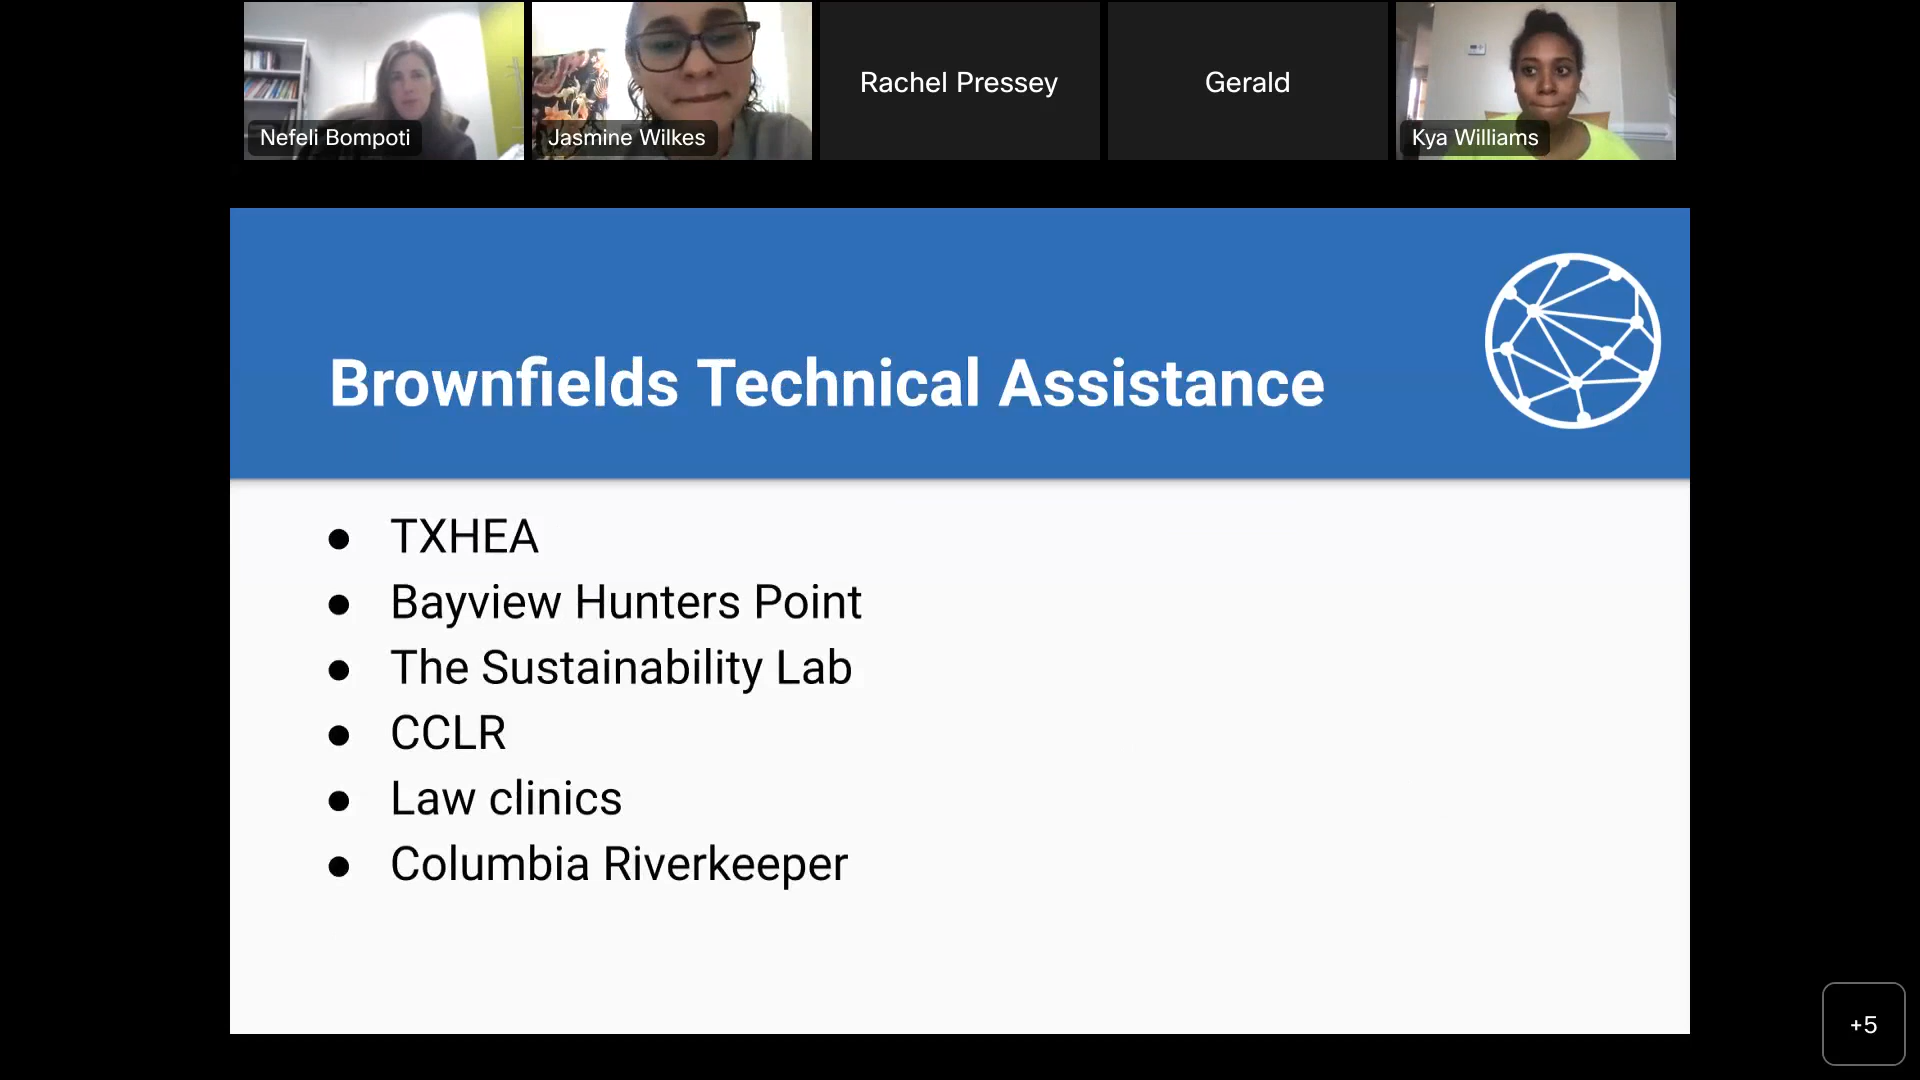 Nefeli Bompoti
Jasmine Wilkes
Rachel Pressey
Gerald
Kya Williams
Brownfields Technical Assistance
● TXHEA
● Bayview Hunters Point
● The Sustainability Lab
● CCLR
● Law clinics
● Columbia Riverkeeper
+5